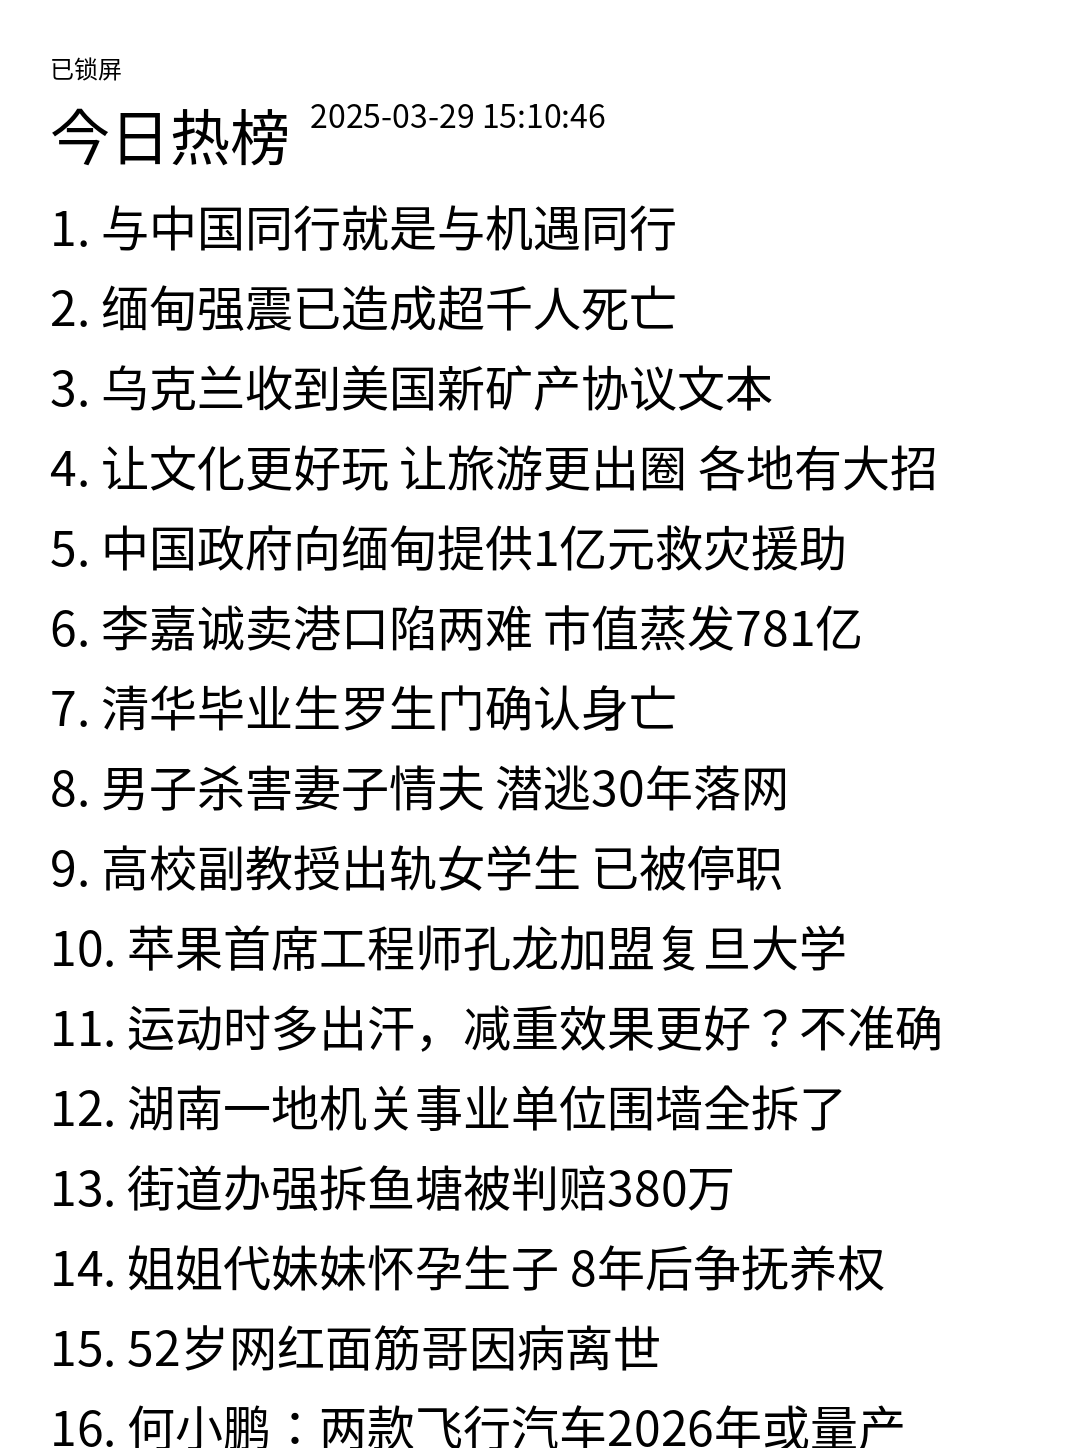 已锁屏
今日热榜 2025-03-29 15:10:46
1. 与中国同行就是与机遇同行
2. 缅甸强震已造成超千人死亡
3. 乌克兰收到美国新矿产协议文本
4. 让文化更好玩 让旅游更出圈 各地有大招
5. 中国政府向缅甸提供1亿元救灾援助
6. 李嘉诚卖港口陷两难 市值蒸发781亿
7. 清华毕业生罗生门确认身亡
8. 男子杀害妻子情夫 潜逃30年落网
9. 高校副教授出轨女学生 已被停职
10. 苹果首席工程师孔龙加盟复旦大学
11. 运动时多出汗，减重效果更好？不准确
12. 湖南一地机关事业单位围墙全拆了
13. 街道办强拆鱼塘被判赔380万
14. 姐姐代妹妹怀孕生子 8年后争抚养权
15. 52岁网红面筋哥因病离世
16. 何小鹏：两款飞行汽车2026年或量产